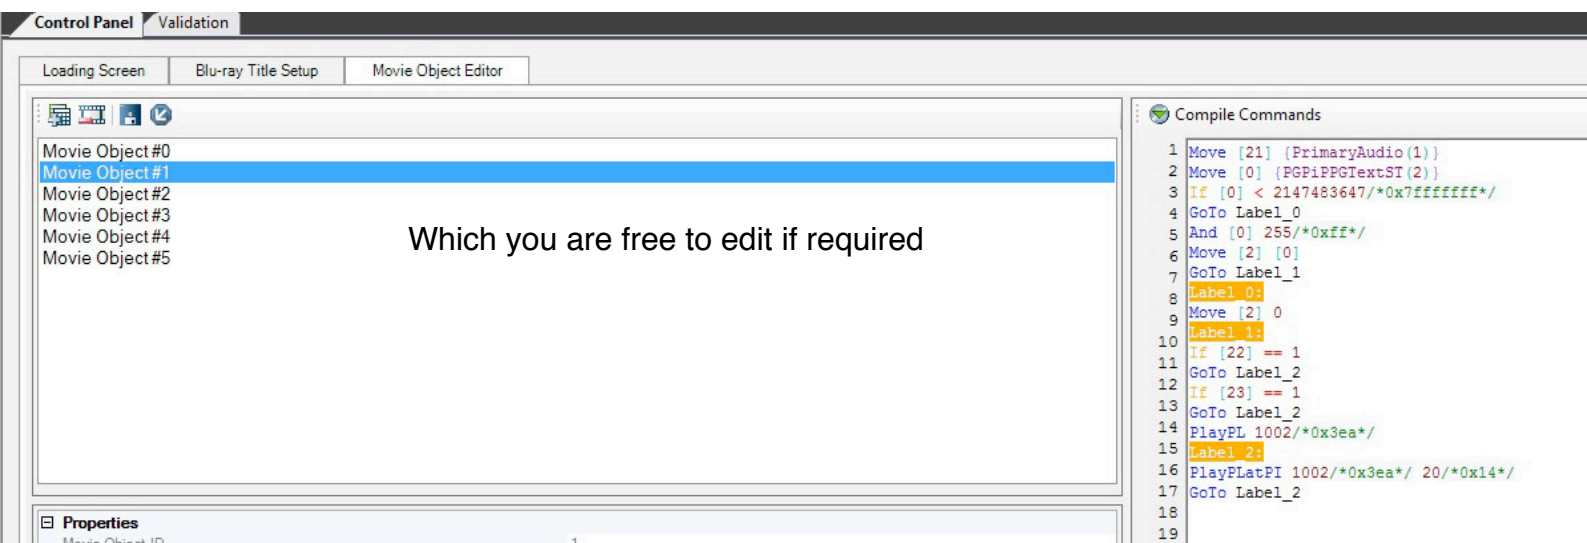 Control Panel Validation
Loading Screen Blu-ray Title Setup Movie Object Editor
Compile Commands
Movie Object #0
Movie Object #1
Movie Object #2
Movie Object #3
Movie Object #4
Movie Object #5
Which you are free to edit if required
1 Move [21] {PrimaryAudio(1)}
2 Move [0] {PGPiPPGTextST(2)}
3 If [0] < 2147483647/*0x7fffffff*/
4 GoTo Label_0
5 And [0] 255/*0xff*/
6 Move [2] [0]
7 GoTo Label_1
8 Label_0:
9 Move [2] 0
10 Label_1:
11 If [22] == 1
12 GoTo Label_2
13 If [23] == 1
14 GoTo Label_2
15 PlayPL 1002/*0x3ea*/
16 Label_2:
17 PlayPLatPI 1002/*0x3ea*/ 20/*0x14*/
18 GoTo Label_2
19
Properties
Movie Object ID 1